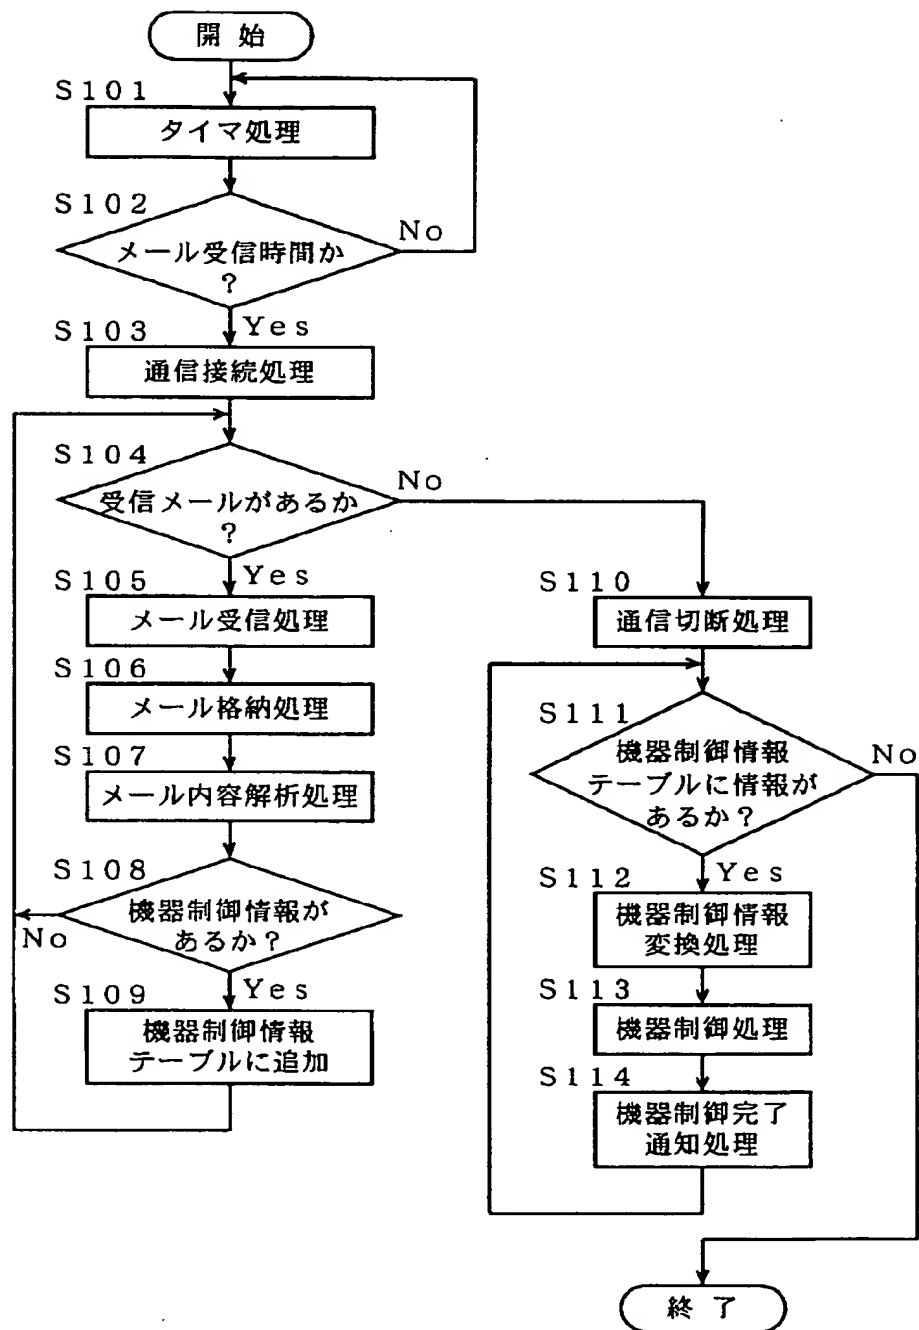 開 始
S101
タイマ処理
S102
メール受信時間か
?
No
Yes
S103
通信接続処理
S104
受信メールがあるか
?
No
Yes
S105
メール受信処理
S106
メール格納処理
S107
メール内容解析処理
S108
機器制御情報が
あるか?
No
Yes
S109
機器制御情報
テーブルに追加
S110
通信切断処理
S111
機器制御情報
テーブルに情報が
あるか?
No
Yes
S112
機器制御情報
変換処理
S113
機器制御処理
S114
機器制御完了
通知処理
終 了